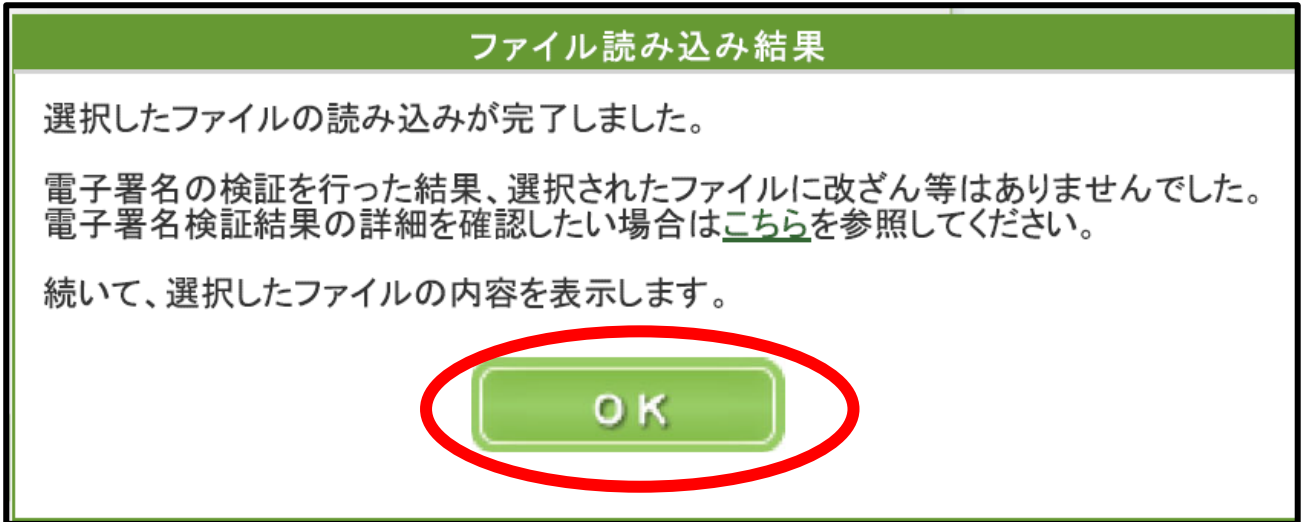 ファイル読み込み結果
選択したファイルの読み込みが完了しました。
電子署名の検証を行った結果、選択されたファイルに改ざん等はありませんでした。
電子署名検証結果の詳細を確認したい場合はこちらを参照してください。
続いて、選択したファイルの内容を表示します。
OK